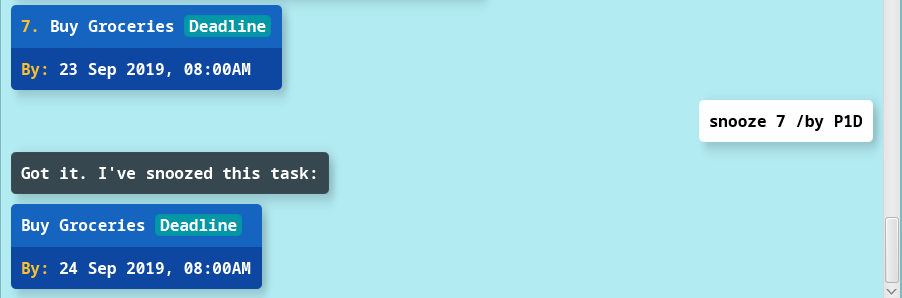 7. Buy Groceries Deadline
By: 23 Sep 2019, 08:00AM
snooze 7 /by P1D
Got it. I've snoozed this task:
Buy Groceries Deadline
By: 24 Sep 2019, 08:00AM